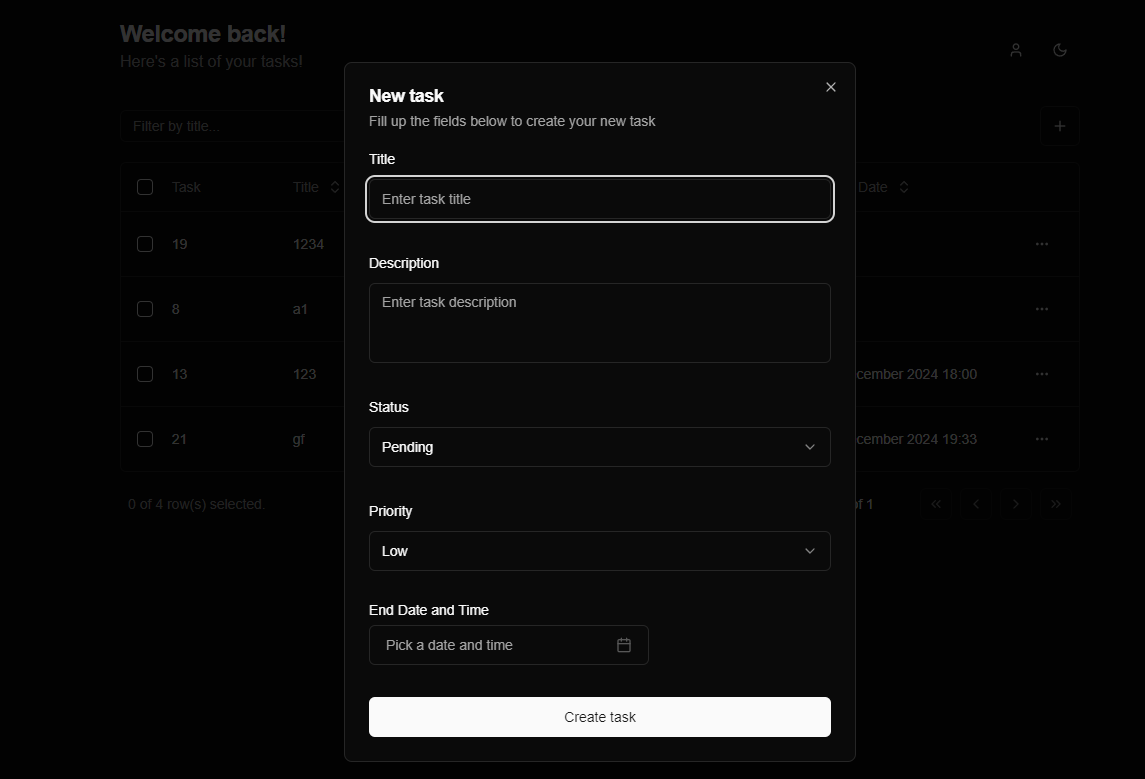 Welcome back!
Here's a list of your tasks!
New task
Fill up the fields below to create your new task
Filter by title...
Title
Enter task title
Task Title Date
19 1234
Description
Enter task description
8 a1
13 123 cember 2024 18:00
Status
Pending
21 gf cember 2024 19:33
0 of 4 row(s) selected. of 1
Priority
Low
End Date and Time
Pick a date and time
Create task